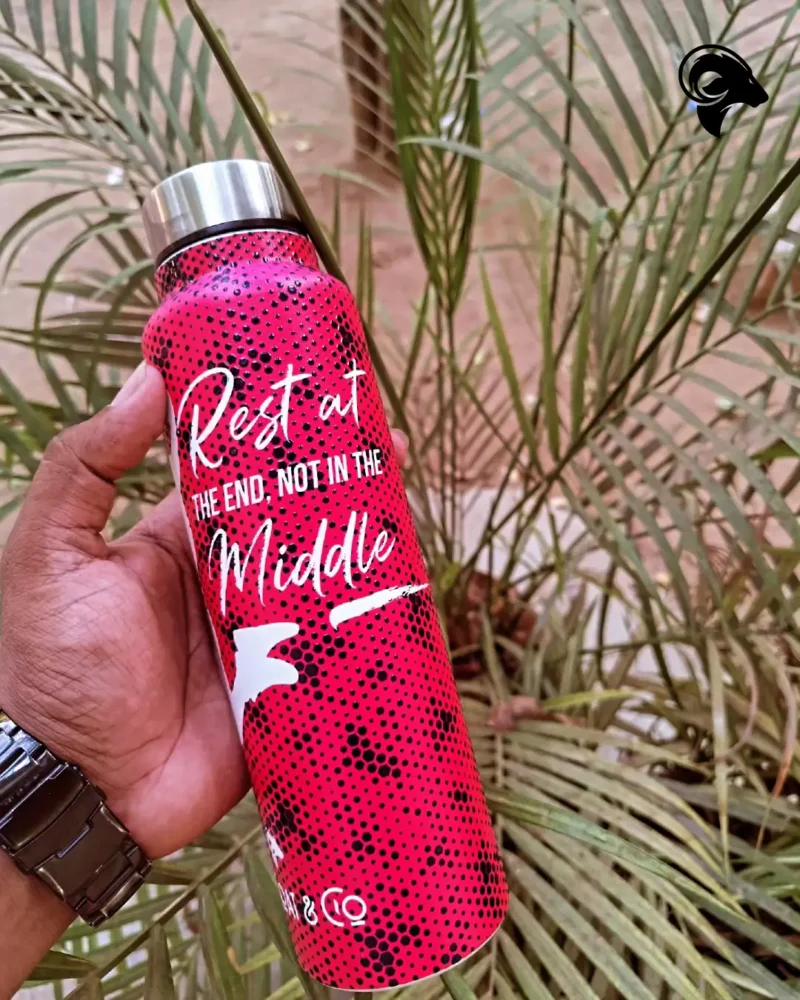 Rest at
THE END, NOT IN THE
Middle
& Co